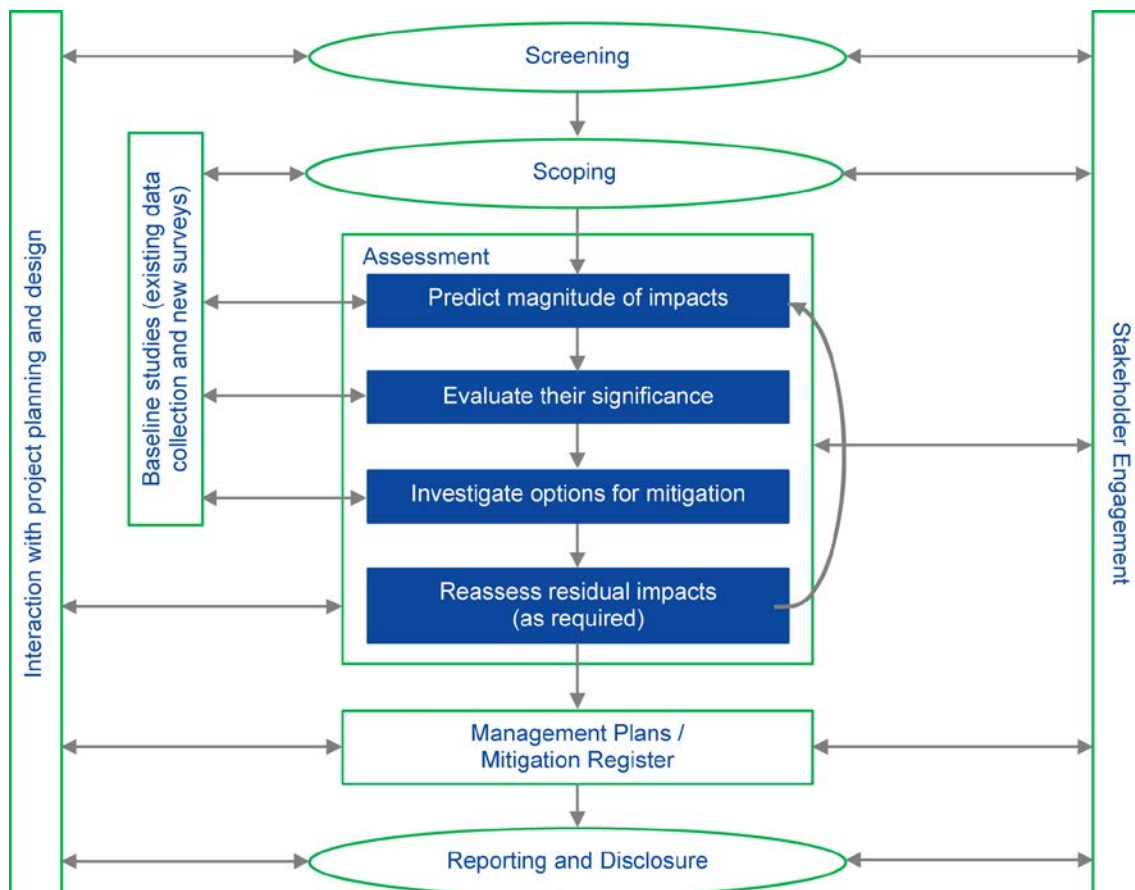 Screening
Scoping
Interaction with project planning and design
Baseline studies (existing data
collection and new surveys)
Assessment
Predict magnitude of impacts
Evaluate their significance
Investigate options for mitigation
Reassess residual impacts
(as required)
Stakeholder Engagement
Management Plans /
Mitigation Register
Reporting and Disclosure